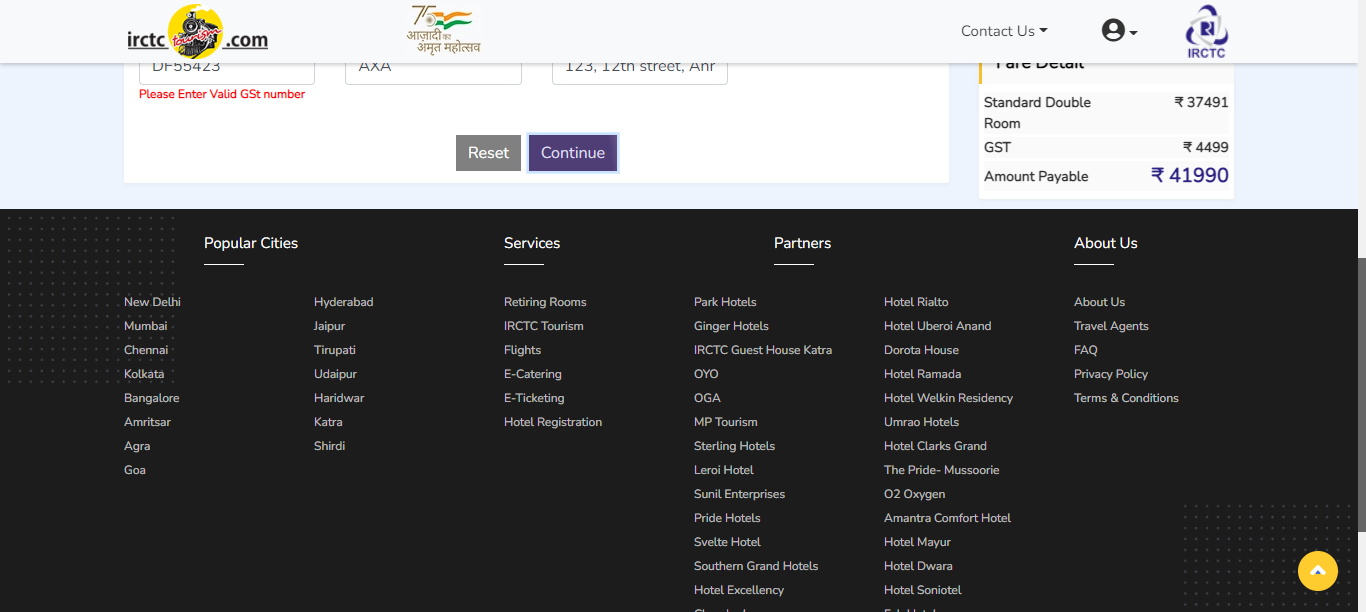 irctc tourism .com
75
आज़ादी का
अमृत महोत्सव
Contact Us
IRCTC
DF55423
AXA
123, 12th street, Anr
Please Enter Valid GSt number
Reset
Continue
Fare Detail
Standard Double Room ₹ 37491
GST ₹ 4499
Amount Payable ₹ 41990
Popular Cities
New Delhi
Mumbai
Chennai
Kolkata
Bangalore
Amritsar
Agra
Goa
Hyderabad
Jaipur
Tirupati
Udaipur
Haridwar
Katra
Shirdi
Services
Retiring Rooms
IRCTC Tourism
Flights
E-Catering
E-Ticketing
Hotel Registration
Partners
Park Hotels
Ginger Hotels
IRCTC Guest House Katra
OYO
OGA
MP Tourism
Sterling Hotels
Leroi Hotel
Sunil Enterprises
Pride Hotels
Svelte Hotel
Southern Grand Hotels
Hotel Excellency
Hotel Rialto
Hotel Uberoi Anand
Dorota House
Hotel Ramada
Hotel Welkin Residency
Umrao Hotels
Hotel Clarks Grand
The Pride- Mussoorie
O2 Oxygen
Amantra Comfort Hotel
Hotel Mayur
Hotel Dwara
Hotel Soniotel
About Us
About Us
Travel Agents
FAQ
Privacy Policy
Terms & Conditions